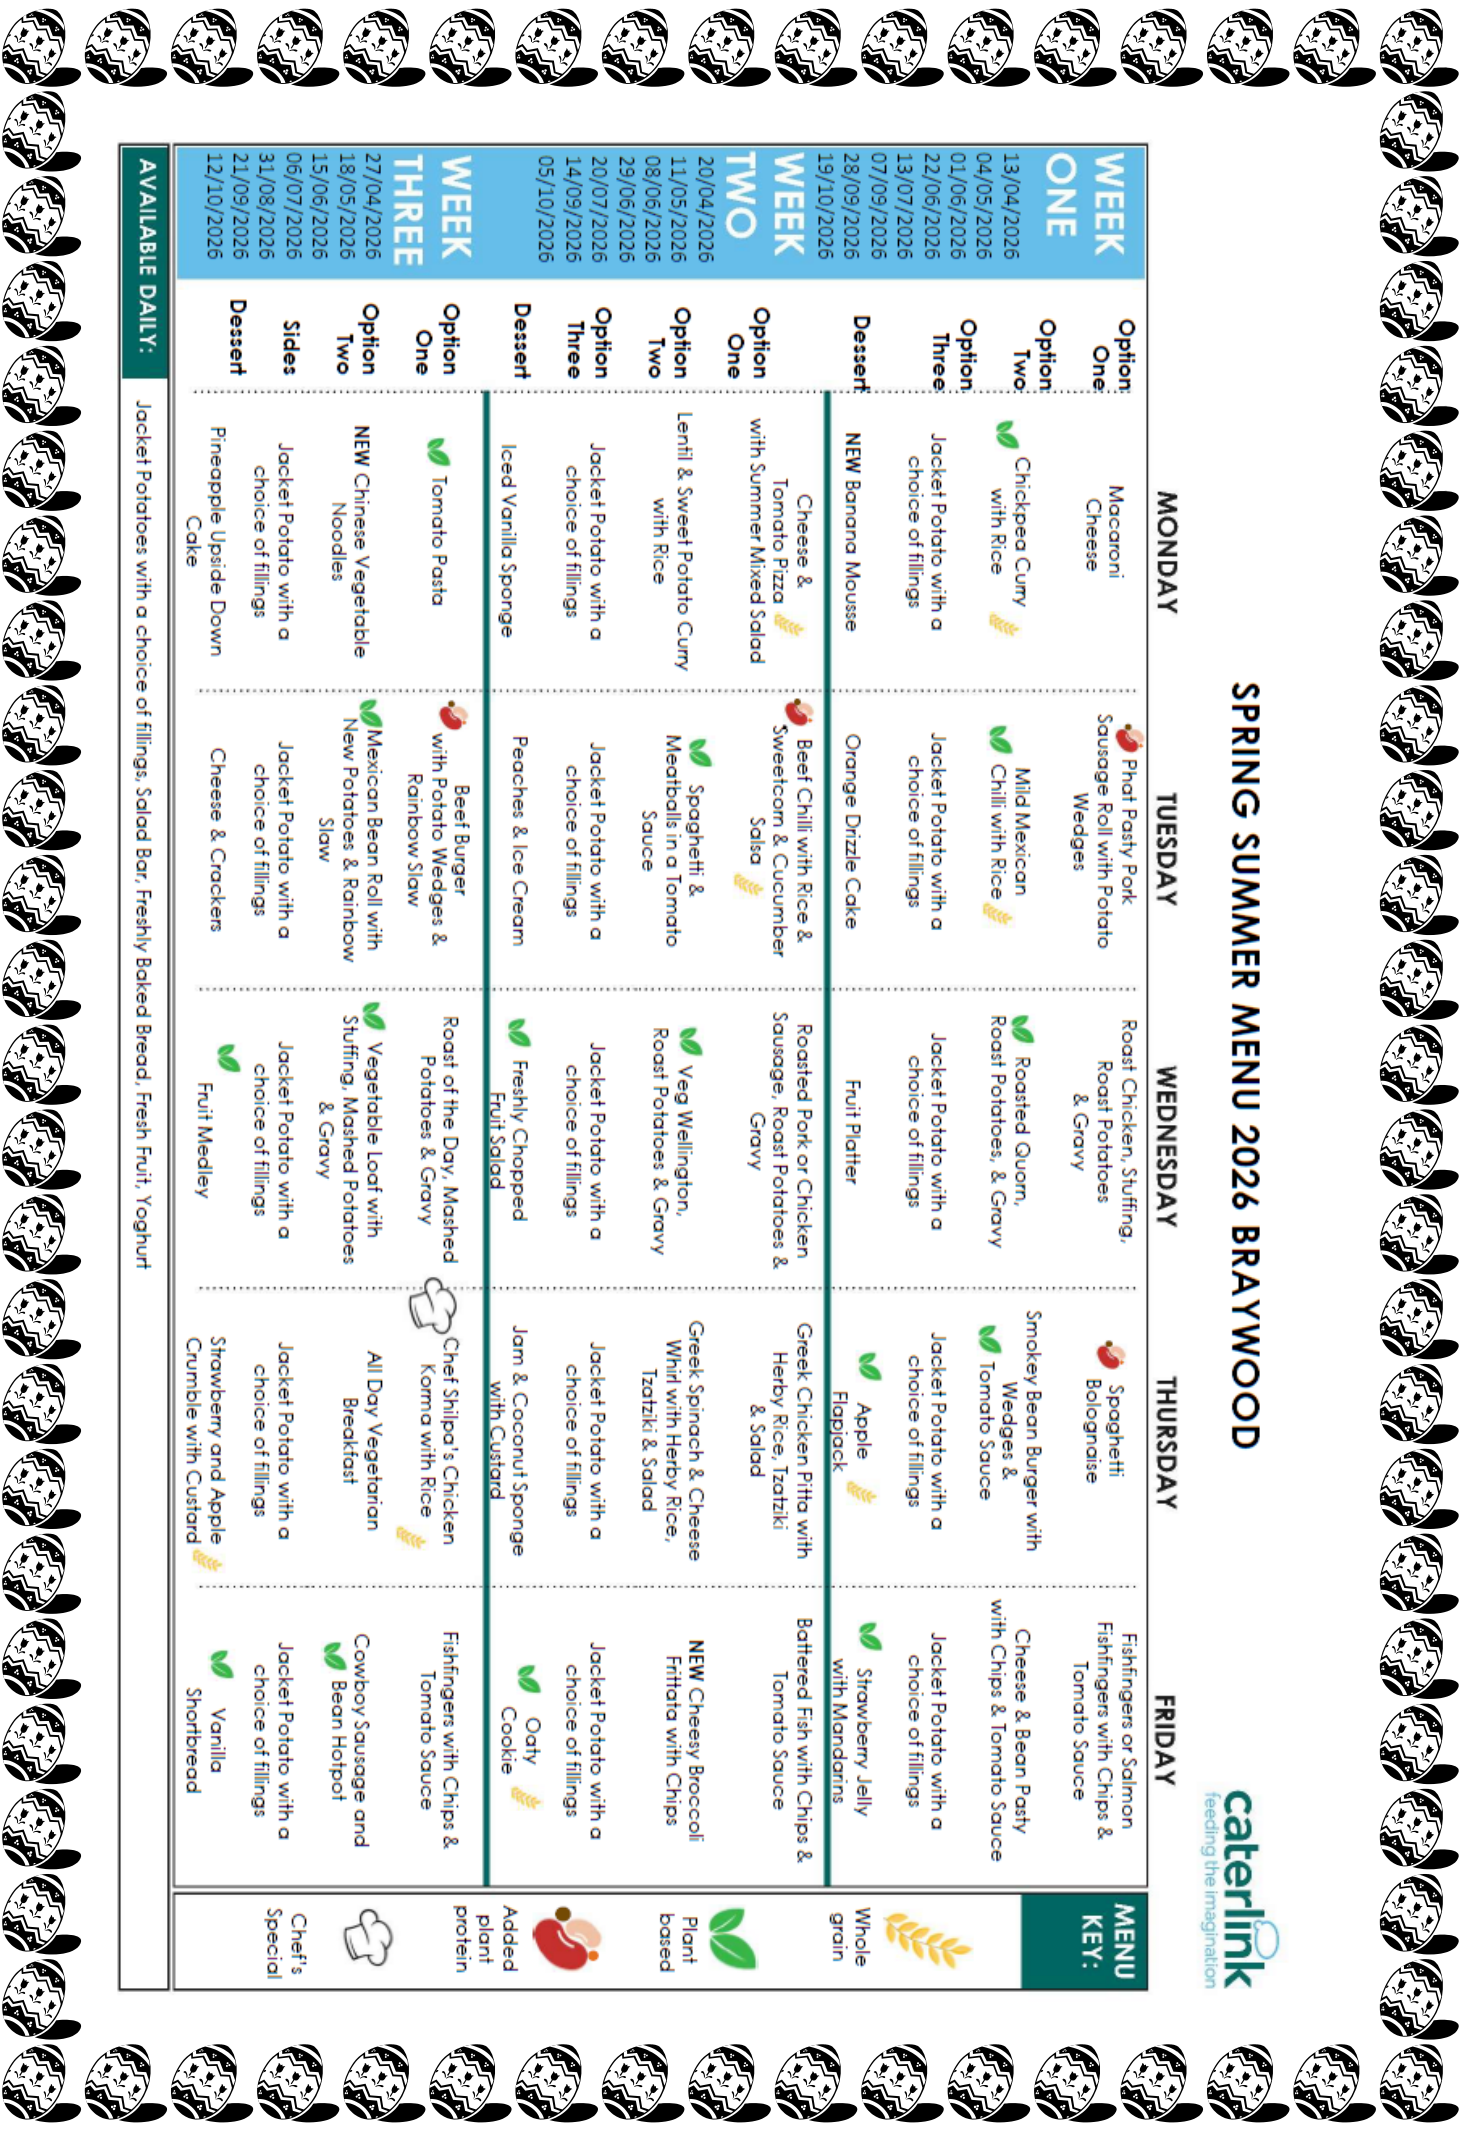 SPRING SUMMER MENU 2026 BRAYWOOD
caterlink
feeding the imagination
MONDAY
TUESDAY
WEDNESDAY
THURSDAY
FRIDAY
WEEK
ONE
13/04/2026
04/05/2026
01/06/2026
22/06/2026
13/07/2026
07/09/2026
28/09/2026
19/10/2026
Option
One
Macaroni
Cheese
Phat Pasty Pork
Sausage Roll with Potato
Wedges
Roast Chicken, Stuffing,
Roast Potatoes
& Gravy
Spaghetti
Bolognaise
Fishfingers or Salmon
Fishfingers with Chips &
Tomato Sauce
Option
Two
Chickpea Curry
with Rice
Mild Mexican
Chilli with Rice
Roasted Quorn,
Roast Potatoes, & Gravy
Smokey Bean Burger with
Wedges &
Tomato Sauce
Cheese & Bean Pasty
with Chips & Tomato Sauce
Option
Three
Jacket Potato with a
choice of fillings
Jacket Potato with a
choice of fillings
Jacket Potato with a
choice of fillings
Jacket Potato with a
choice of fillings
Jacket Potato with a
choice of fillings
Dessert
NEW Banana Mousse
Orange Drizzle Cake
Fruit Platter
Apple
Flapjack
Strawberry Jelly
with Mandarins
WEEK
TWO
20/04/2026
11/05/2026
08/06/2026
29/06/2026
20/07/2026
14/09/2026
05/10/2026
Option
One
Cheese &
Tomato Pizza
with Summer Mixed Salad
Beef Chilli with Rice &
Sweetcorn & Cucumber
Salsa
Roasted Pork or Chicken
Sausage, Roast Potatoes &
Gravy
Greek Chicken Pitta with
Herby Rice, Tzatziki
& Salad
Battered Fish with Chips &
Tomato Sauce
Option
Two
Lentil & Sweet Potato Curry
with Rice
Spaghetti &
Meatballs in a Tomato
Sauce
Veg Wellington,
Roast Potatoes & Gravy
Greek Spinach & Cheese
Whirl with Herby Rice,
Tzatziki & Salad
NEW Cheesy Broccoli
Frittata with Chips
Option
Three
Jacket Potato with a
choice of fillings
Jacket Potato with a
choice of fillings
Jacket Potato with a
choice of fillings
Jacket Potato with a
choice of fillings
Jacket Potato with a
choice of fillings
Dessert
Iced Vanilla Sponge
Peaches & Ice Cream
Freshly Chopped
Fruit Salad
Jam & Coconut Sponge
with Custard
Oaty
Cookie
WEEK
THREE
27/04/2026
18/05/2026
15/06/2026
06/07/2026
31/08/2026
21/09/2026
12/10/2026
Option
One
Tomato Pasta
Beef Burger
with Potato Wedges &
Rainbow Slaw
Roast of the Day, Mashed
Potatoes & Gravy
Chef Shilpa's Chicken
Korma with Rice
Fishfingers with Chips &
Tomato Sauce
Option
Two
NEW Chinese Vegetable
Noodles
Mexican Bean Roll with
New Potatoes & Rainbow
Slaw
Vegetable Loaf with
Stuffing, Mashed Potatoes
& Gravy
All Day Vegetarian
Breakfast
Cowboy Sausage and
Bean Hotpot
Sides
Jacket Potato with a
choice of fillings
Jacket Potato with a
choice of fillings
Jacket Potato with a
choice of fillings
Jacket Potato with a
choice of fillings
Jacket Potato with a
choice of fillings
Dessert
Pineapple Upside Down
Cake
Cheese & Crackers
Fruit Medley
Strawberry and Apple
Crumble with Custard
Vanilla
Shortbread
MENU
KEY:
Whole
grain
Plant
based
Added
plant
protein
Chef's
Special
AVAILABLE DAILY:
Jacket Potatoes with a choice of fillings, Salad Bar, Freshly Baked Bread, Fresh Fruit, Yoghurt